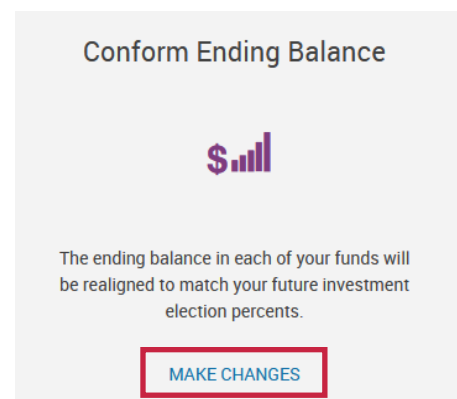 Conform Ending Balance
$
The ending balance in each of your funds will
be realigned to match your future investment
election percents.
MAKE CHANGES